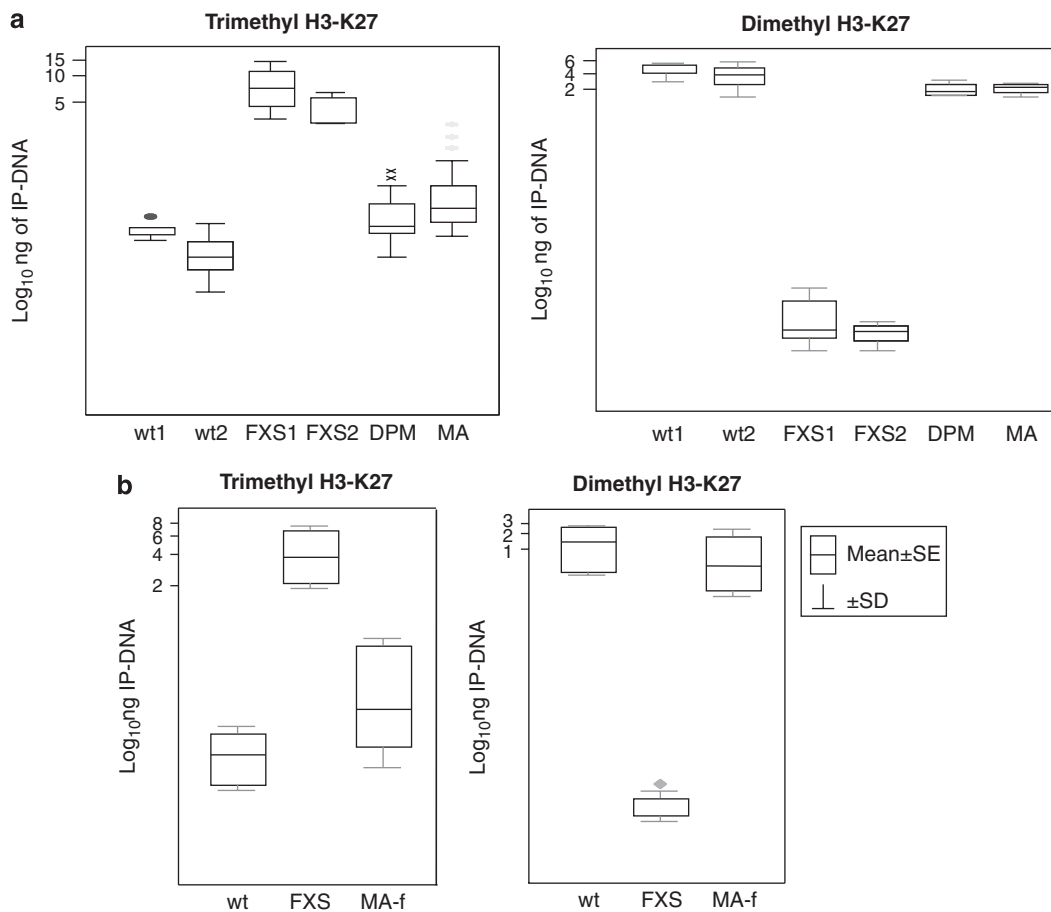 a
Trimethyl H3-K27
15
10
5
Log10 ng of IP-DNA
xx
wt1 wt2 FXS1 FXS2 DPM MA
Dimethyl H3-K27
6
4
2
Log10 ng of IP-DNA
wt1 wt2 FXS1 FXS2 DPM MA
b
Trimethyl H3-K27
8
6
4
2
Log10ng IP-DNA
wt FXS MA-f
Dimethyl H3-K27
3
2
1
Log10ng IP-DNA
wt FXS MA-f
Mean±SE
±SD